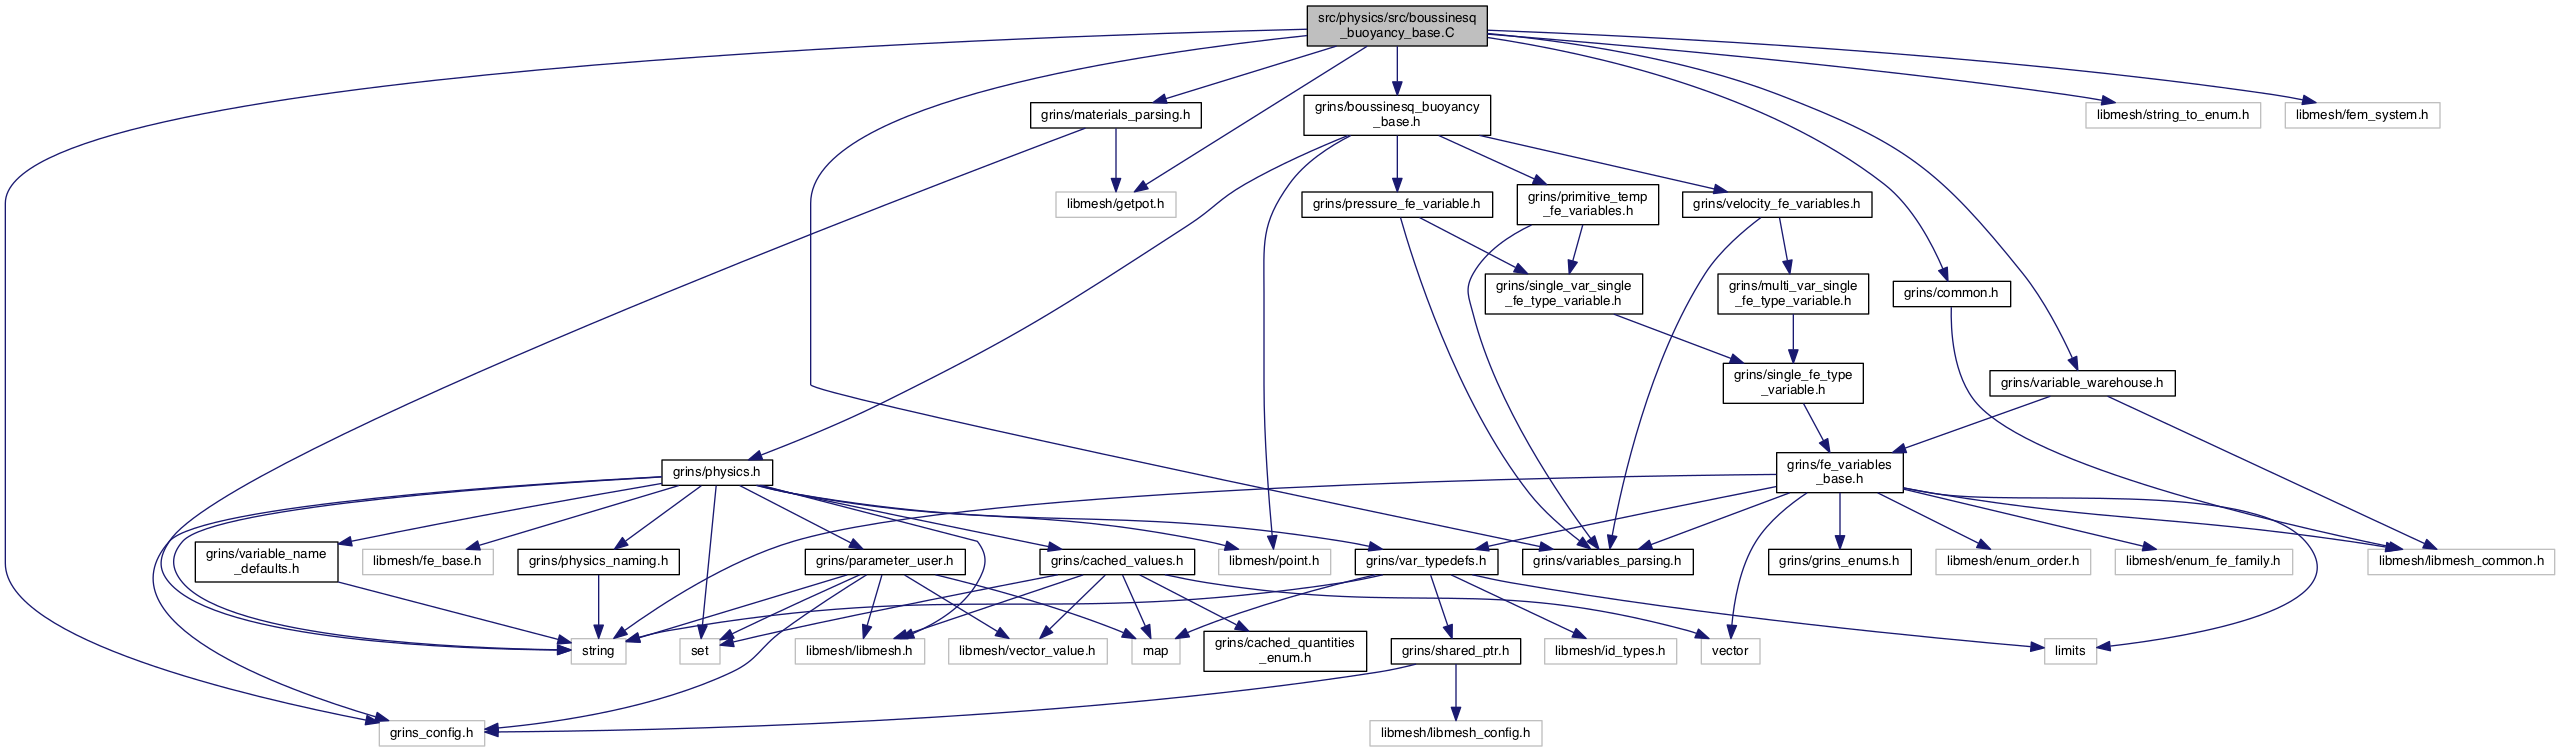 src/physics/src/boussinesq
_buoyancy_base.C
grins/materials_parsing.h
grins/boussinesq_buoyancy
_base.h
libmesh/string_to_enum.h
libmesh/fem_system.h
libmesh/getpot.h
grins/pressure_fe_variable.h
grins/primitive_temp
_fe_variables.h
grins/velocity_fe_variables.h
grins/single_var_single
_fe_type_variable.h
grins/multi_var_single
_fe_type_variable.h
grins/common.h
grins/single_fe_type
_variable.h
grins/variable_warehouse.h
grins/physics.h
grins/fe_variables
_base.h
grins/variable_name
_defaults.h
libmesh/fe_base.h
grins/physics_naming.h
grins/parameter_user.h
grins/cached_values.h
libmesh/point.h
grins/var_typedefs.h
grins/variables_parsing.h
grins/grins_enums.h
libmesh/enum_order.h
libmesh/enum_fe_family.h
libmesh/libmesh_common.h
string
set
libmesh/libmesh.h
libmesh/vector_value.h
map
grins/cached_quantities
_enum.h
grins/shared_ptr.h
libmesh/id_types.h
vector
limits
grins_config.h
libmesh/libmesh_config.h